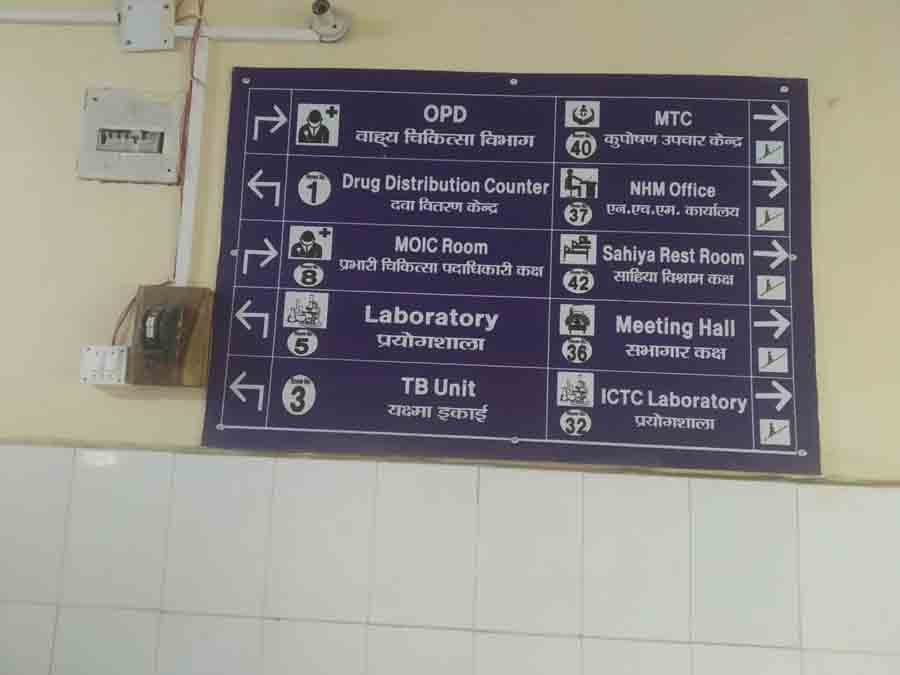 OPD
वाह्य चिकित्सा विभाग
1
Drug Distribution Counter
दवा वितरण केन्द्र
MOIC Room
8
प्रभारी चिकित्सा पदाधिकारी कक्ष
Laboratory
5
प्रयोगशाला
3
TB Unit
यक्ष्मा इकाई
MTC
40
कुपोषण उपचार केन्द्र
NHM Office
37
एन.एच.एम. कार्यालय
Sahiya Rest Room
42
साहिया विश्राम कक्ष
Meeting Hall
36
सभागार कक्ष
ICTC Laboratory
32
प्रयोगशाला